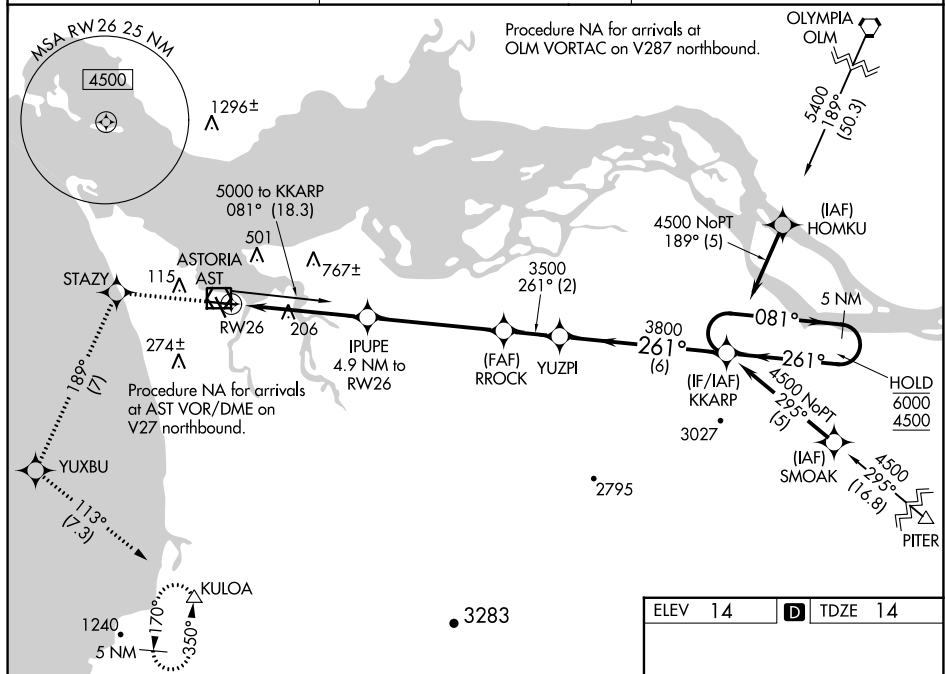 MSA RW26 25 NM
4500
1296±
Procedure NA for arrivals at
OLM VORTAC on V287 northbound.
OLYMPIA
OLM
5400
189°
(50.3)
5000 to KKARP
081° (18.3)
501
767±
ASTORIA
AST
115
STAZY
RW26
206
274±
Procedure NA for arrivals
at AST VOR/DME on
V27 northbound.
IPUPE
4.9 NM to
RW26
3500
261° (2)
(FAF)
RROCK
YUZPI
3800
261°
(6)
4500 NoPT
189° (5)
(IAF)
HOMKU
5 NM
081°
261°
(IF/IAF)
KKARP
HOLD
6000
4500
4500 NoPT
295°
(5)
3027
(IAF)
SMOAK
4500
295°
(16.8)
PITER
2795
189°
(7)
YUXBU
113°
(7.3)
KULOA
170°
350°
1240
5 NM
3283
ELEV 14 D TDZE 14